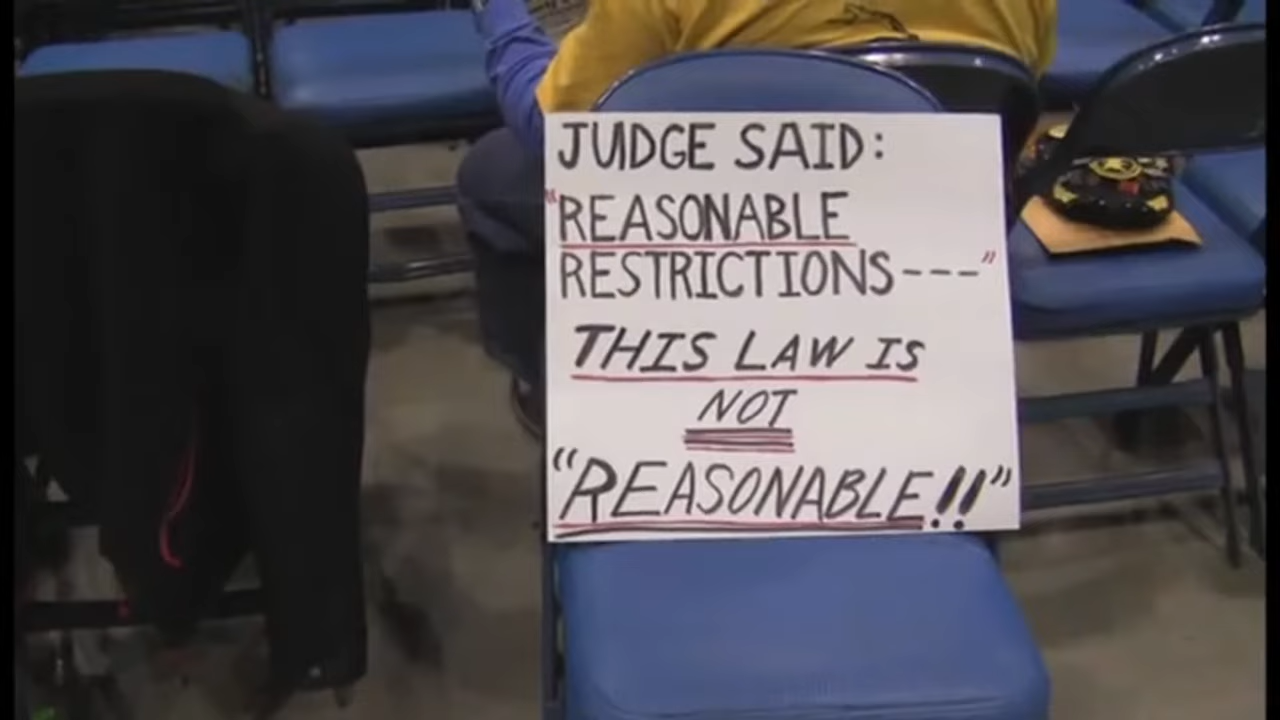 JUDGE SAID:
"REASONABLE
RESTRICTIONS---"
THIS LAW IS
NOT
"REASONABLE!!"